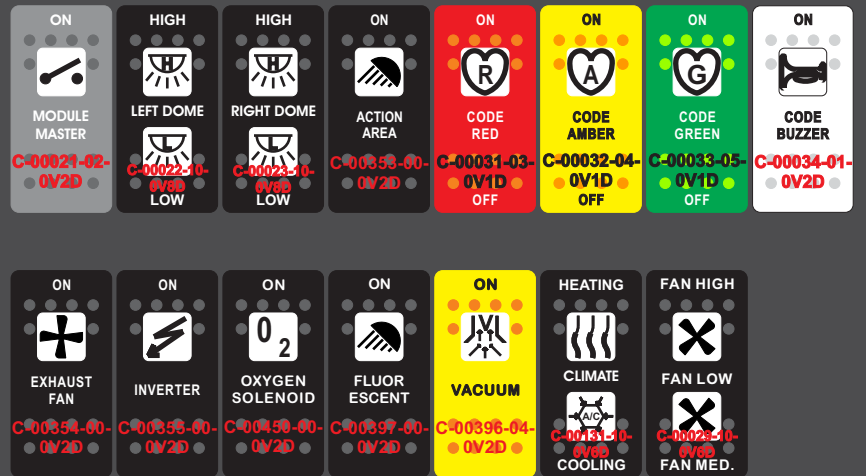 ON
MODULE
MASTER
C-00021-02-
0V2D
HIGH
LEFT DOME
C-00022-10-
0V8D
LOW
HIGH
RIGHT DOME
C-00023-10-
0V8D
LOW
ON
ACTION
AREA
C-00353-00-
0V2D
ON
R
CODE
RED
C-00031-03-
0V1D
OFF
ON
A
CODE
AMBER
C-00032-04-
0V1D
OFF
ON
G
CODE
GREEN
C-00033-05-
0V1D
OFF
ON
CODE
BUZZER
C-00034-01-
0V2D
ON
EXHAUST
FAN
C-00354-00-
0V2D
ON
INVERTER
C-00355-00-
0V2D
ON
O2
OXYGEN
SOLENOID
C-00450-00-
0V2D
ON
FLUOR
ESCENT
C-00397-00-
0V2D
ON
VACUUM
C-00396-04-
0V2D
HEATING
CLIMATE
A/C
C-00131-10-
0V6D
COOLING
FAN HIGH
FAN LOW
C-00029-10-
0V6D
FAN MED.